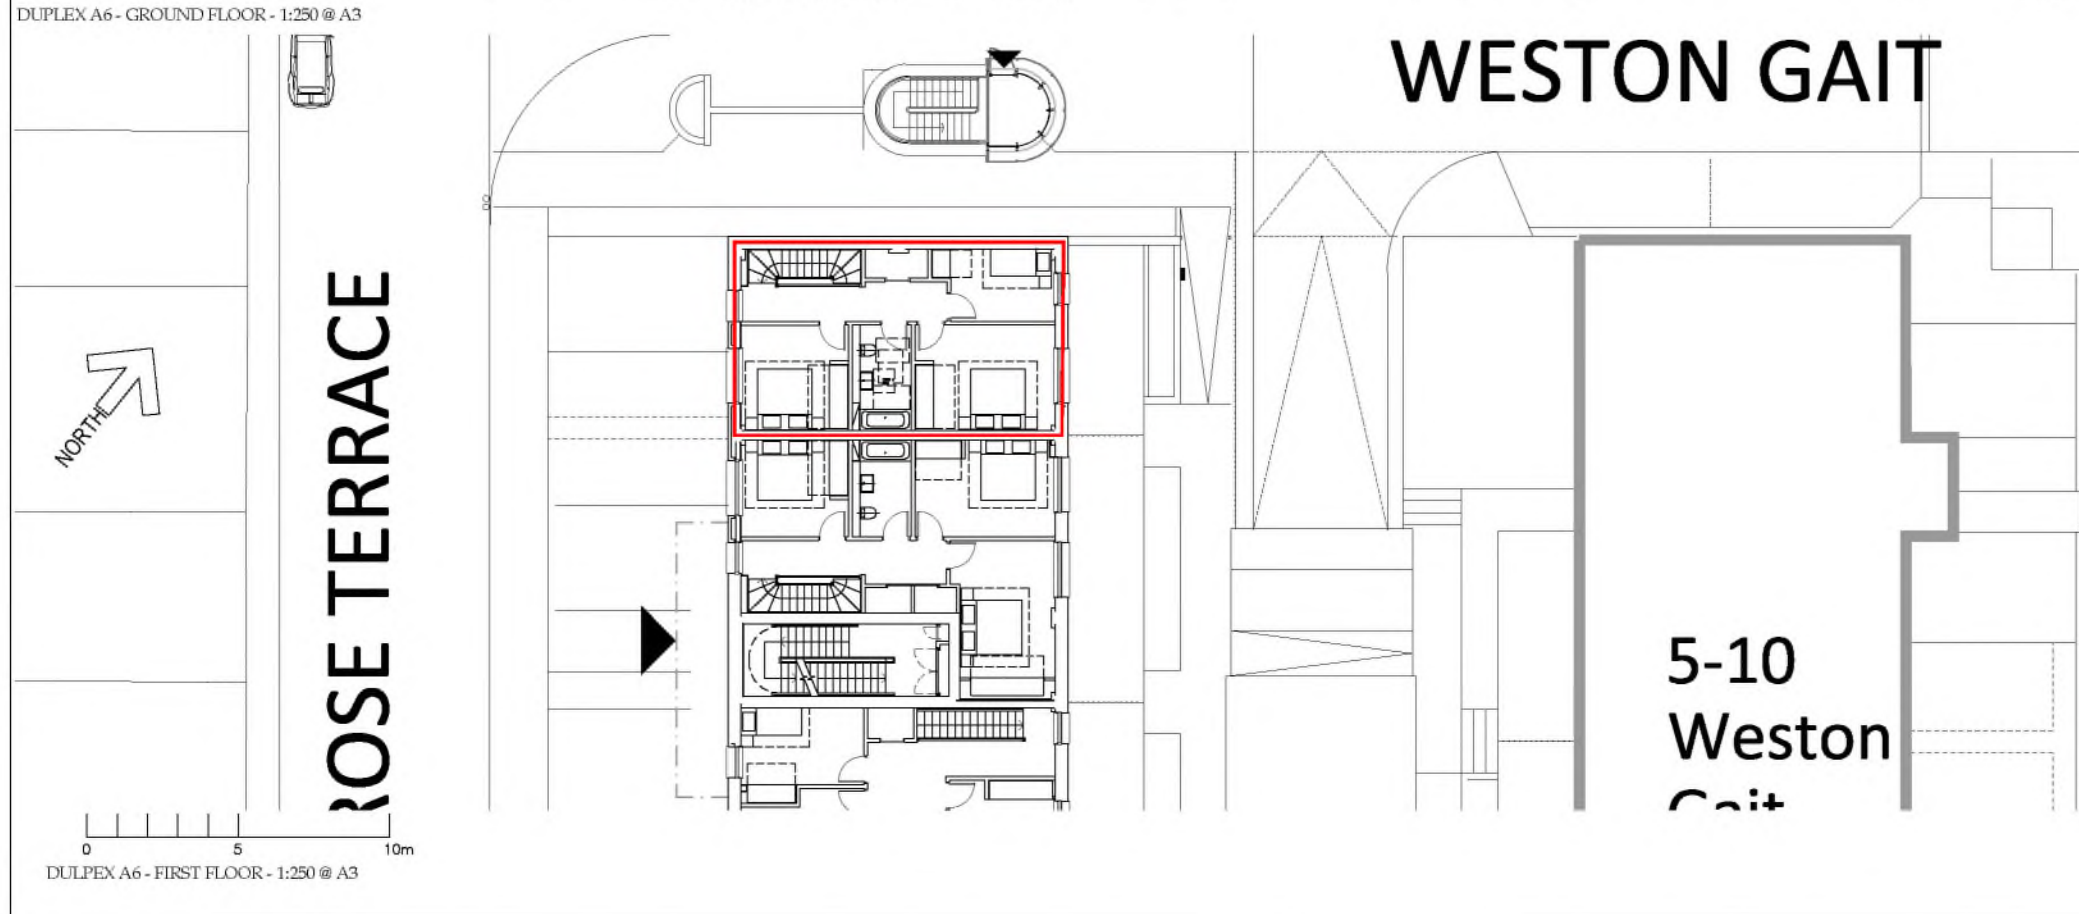 DUPLEX A6 - GROUND FLOOR - 1:250 @ A3
WESTON GAIT
ROSE TERRACE
NORTH
5-10
Weston
Gait
0 5 10m
DULPEX A6 - FIRST FLOOR - 1:250 @ A3